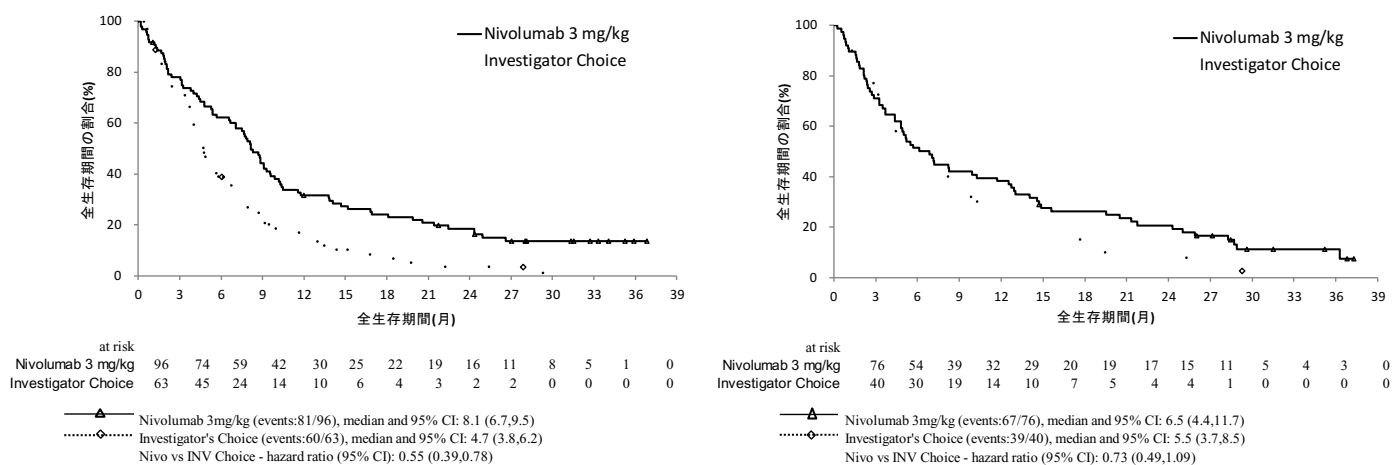 全生存期間の割合(%)
100
80
60
40
20
0
Nivolumab 3 mg/kg
Investigator Choice
0 3 6 9 12 15 18 21 24 27 30 33 36 39
全生存期間(月)
at risk
Nivolumab 3 mg/kg 96 74 59 42 30 25 22 19 16 11 8 5 1 0
Investigator Choice 63 45 24 14 10 6 4 3 2 2 0 0 0 0
Nivolumab 3mg/kg (events:81/96), median and 95% CI: 8.1 (6.7,9.5)
Investigator's Choice (events:60/63), median and 95% CI: 4.7 (3.8,6.2)
Nivo vs INV Choice - hazard ratio (95% CI): 0.55 (0.39,0.78)
全生存期間の割合(%)
100
80
60
40
20
0
Nivolumab 3 mg/kg
Investigator Choice
0 3 6 9 12 15 18 21 24 27 30 33 36 39
全生存期間(月)
at risk
Nivolumab 3 mg/kg 76 54 39 32 29 20 19 17 15 11 5 4 3 0
Investigator Choice 40 30 19 14 10 7 5 4 4 1 0 0 0 0
Nivolumab 3mg/kg (events:67/76), median and 95% CI: 6.5 (4.4,11.7)
Investigator's Choice (events:39/40), median and 95% CI: 5.5 (3.7,8.5)
Nivo vs INV Choice - hazard ratio (95% CI): 0.73 (0.49,1.09)